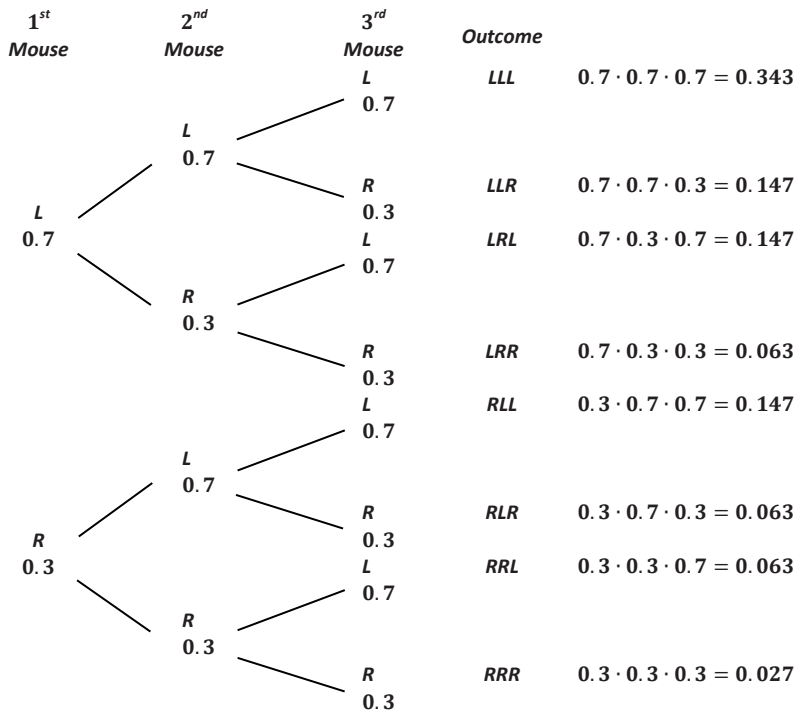 1st 2nd 3rd Outcome
Mouse Mouse Mouse
L LLL 0.7 · 0.7 · 0.7 = 0.343
0.7
L
0.7
R LLR 0.7 · 0.7 · 0.3 = 0.147
0.3
L
0.7
L LRL 0.7 · 0.3 · 0.7 = 0.147
0.7
R
0.3
R LRR 0.7 · 0.3 · 0.3 = 0.063
0.3
L RLL 0.3 · 0.7 · 0.7 = 0.147
0.7
L
0.7
R RLR 0.3 · 0.7 · 0.3 = 0.063
0.3
R
0.3
L RRL 0.3 · 0.3 · 0.7 = 0.063
0.7
R
0.3
R RRR 0.3 · 0.3 · 0.3 = 0.027
0.3